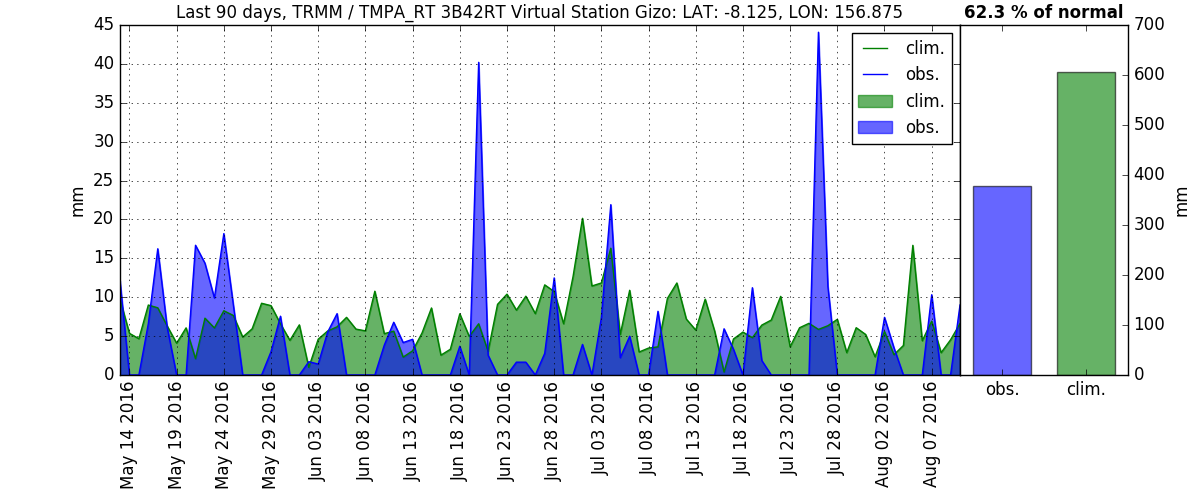 Last 90 days, TRMM / TMPA_RT 3B42RT Virtual Station Gizo: LAT: -8.125, LON: 156.875
62.3 % of normal
45
40
35
30
25
20
15
10
5
0
mm
clim.
obs.
clim.
obs.
700
600
500
400
300
200
100
0
mm
May 14 2016
May 19 2016
May 24 2016
May 29 2016
Jun 03 2016
Jun 08 2016
Jun 13 2016
Jun 18 2016
Jun 23 2016
Jun 28 2016
Jul 03 2016
Jul 08 2016
Jul 13 2016
Jul 18 2016
Jul 23 2016
Jul 28 2016
Aug 02 2016
Aug 07 2016
obs.
clim.